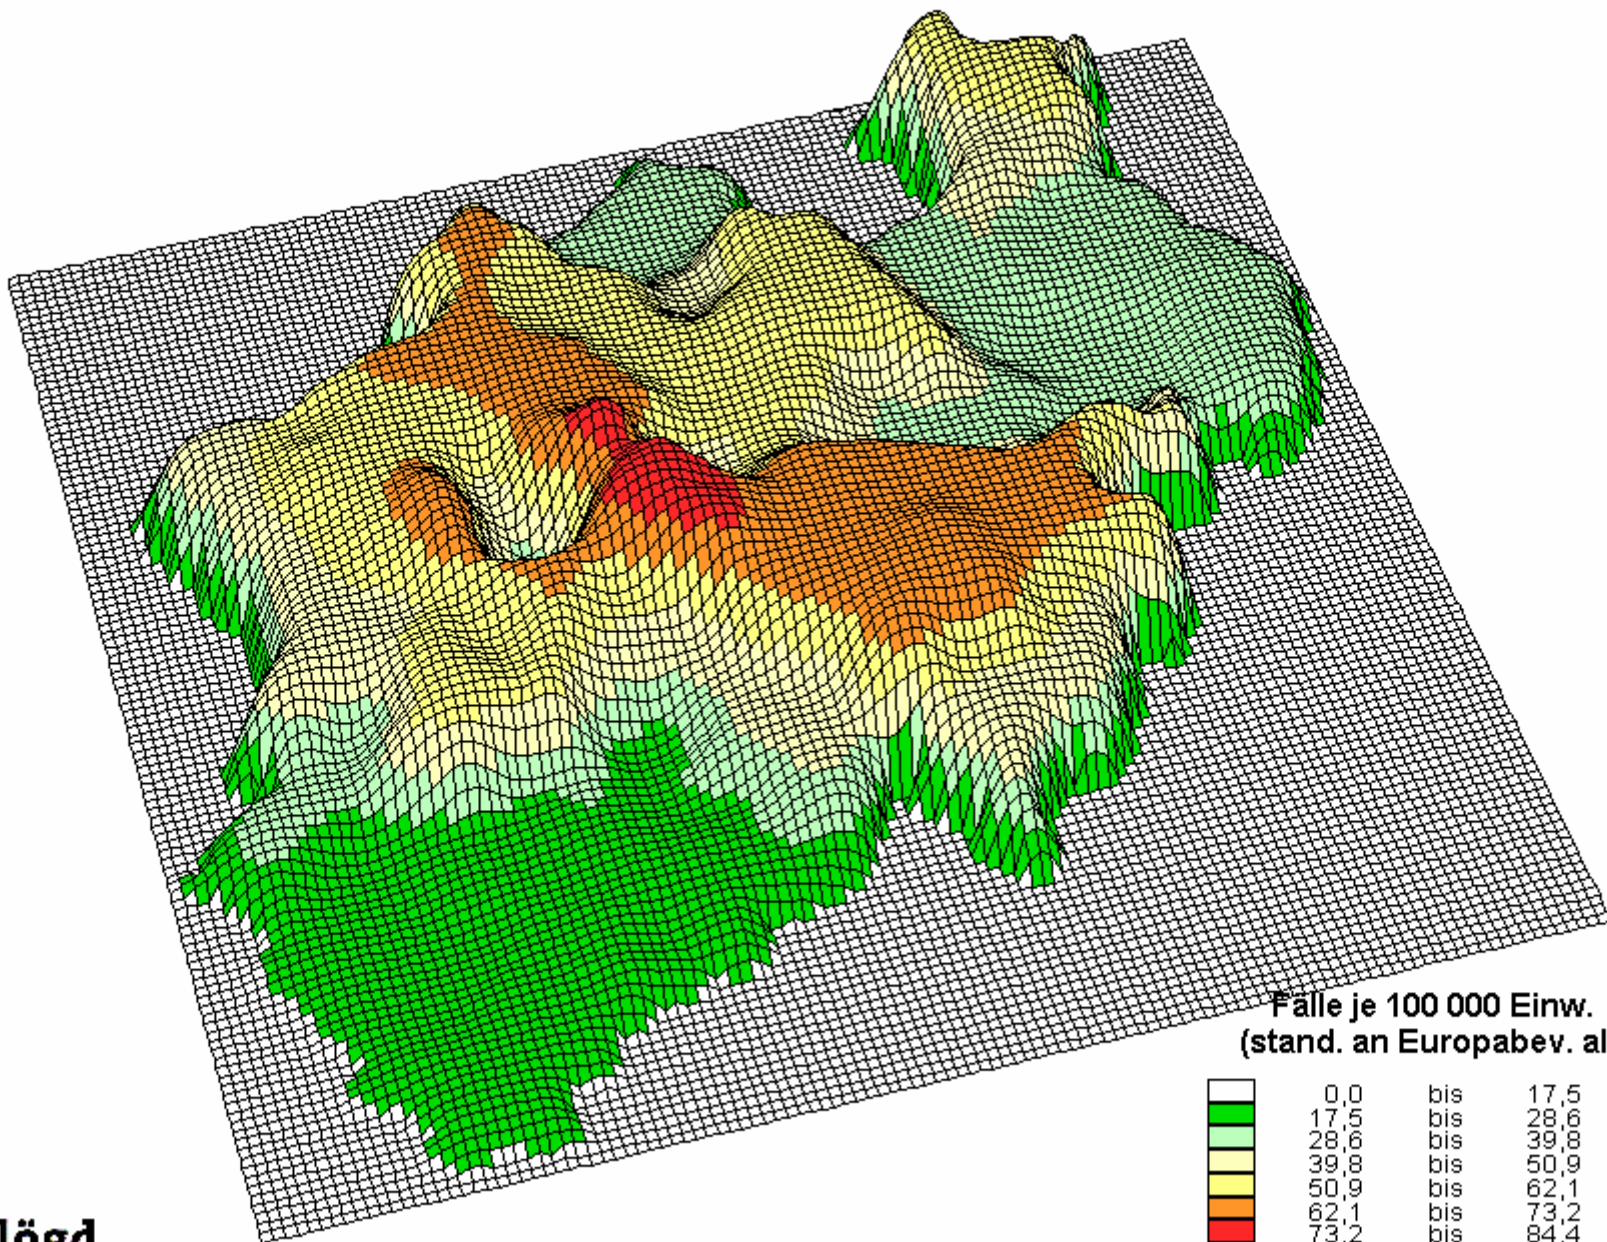 Fälle je 100 000 Einw.
(stand. an Europabev. al
0,0 bis 17,5
17,5 bis 28,6
28,6 bis 39,8
39,8 bis 50,9
50,9 bis 62,1
62,1 bis 73,2
73,2 bis 84,4
lögd